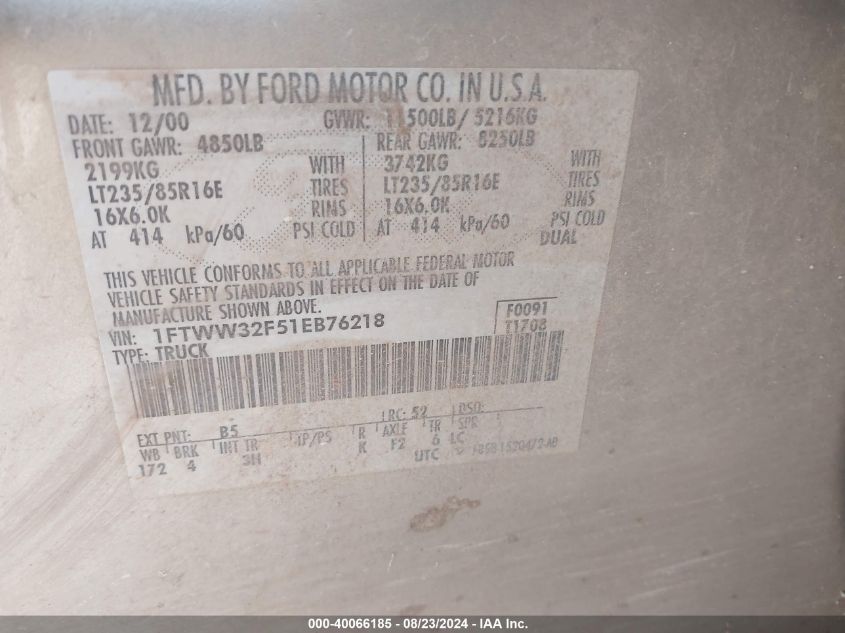 MFD. BY FORD MOTOR CO. IN U.S.A.
DATE: 12/00 GVWR: 11500LB/ 5216KG
FRONT GAWR: 4850LB REAR GAWR: 8250LB
2199KG WITH 3742KG WITH
LT235/85R16E TIRES LT235/85R16E TIRES
16X6.0K RIMS 16X6.0K RIMS
AT 414 kPa/60 PSI COLD AT 414 kPa/60 PSI COLD
DUAL
THIS VEHICLE CONFORMS TO ALL APPLICABLE FEDERAL MOTOR
VEHICLE SAFETY STANDARDS IN EFFECT ON THE DATE OF
MANUFACTURE SHOWN ABOVE.
VIN: 1FTWW32F51EB76218 F0091
TYPE: TRUCK T1708
EXT PNT: B5 RC: 52 DSO:
WB BRK INT TR TP/PS R AXLE TR SPR
172 4 3H K F2 6 LC
UTC
000-40066185 - 08/23/2024 - IAA Inc.